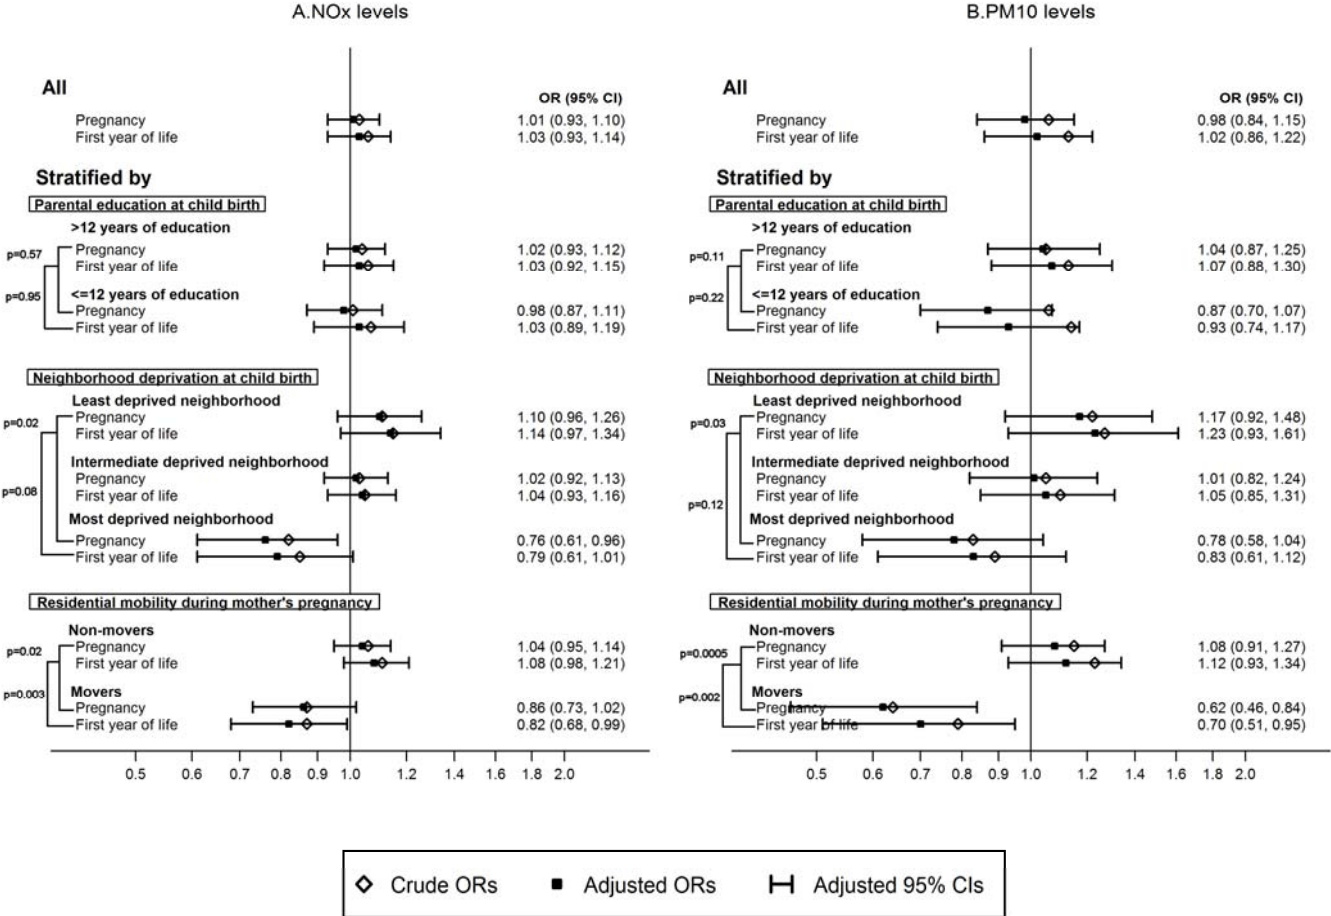 A.NOx levels
All
OR (95% CI)
Pregnancy 1.01 (0.93, 1.10)
First year of life 1.03 (0.93, 1.14)
Stratified by
Parental education at child birth
>12 years of education
p=0.57
Pregnancy 1.02 (0.93, 1.12)
First year of life 1.03 (0.92, 1.15)
p=0.95
<=12 years of education
Pregnancy 0.98 (0.87, 1.11)
First year of life 1.03 (0.89, 1.19)
Neighborhood deprivation at child birth
Least deprived neighborhood
p=0.02
Pregnancy 1.10 (0.96, 1.26)
First year of life 1.14 (0.97, 1.34)
Intermediate deprived neighborhood
Pregnancy 1.02 (0.92, 1.13)
p=0.08
First year of life 1.04 (0.93, 1.16)
Most deprived neighborhood
Pregnancy 0.76 (0.61, 0.96)
First year of life 0.79 (0.61, 1.01)
Residential mobility during mother's pregnancy
Non-movers
p=0.02
Pregnancy 1.04 (0.95, 1.14)
First year of life 1.08 (0.98, 1.21)
p=0.003
Movers
Pregnancy 0.86 (0.73, 1.02)
First year of life 0.82 (0.68, 0.99)
0.5 0.6 0.7 0.8 0.9 1.0 1.2 1.4 1.6 1.8 2.0
B.PM10 levels
All
OR (95% CI)
Pregnancy 0.98 (0.84, 1.15)
First year of life 1.02 (0.86, 1.22)
Stratified by
Parental education at child birth
>12 years of education
p=0.11
Pregnancy 1.04 (0.87, 1.25)
First year of life 1.07 (0.88, 1.30)
p=0.22
<=12 years of education
Pregnancy 0.87 (0.70, 1.07)
First year of life 0.93 (0.74, 1.17)
Neighborhood deprivation at child birth
Least deprived neighborhood
p=0.03
Pregnancy 1.17 (0.92, 1.48)
First year of life 1.23 (0.93, 1.61)
Intermediate deprived neighborhood
Pregnancy 1.01 (0.82, 1.24)
First year of life 1.05 (0.85, 1.31)
p=0.12
Most deprived neighborhood
Pregnancy 0.78 (0.58, 1.04)
First year of life 0.83 (0.61, 1.12)
Residential mobility during mother's pregnancy
Non-movers
p=0.0005
Pregnancy 1.08 (0.91, 1.27)
First year of life 1.12 (0.93, 1.34)
p=0.002
Movers
Pregnancy 0.62 (0.46, 0.84)
First year of life 0.70 (0.51, 0.95)
0.5 0.6 0.7 0.8 0.9 1.0 1.2 1.4 1.6 1.8 2.0
Crude ORs Adjusted ORs Adjusted 95% CIs